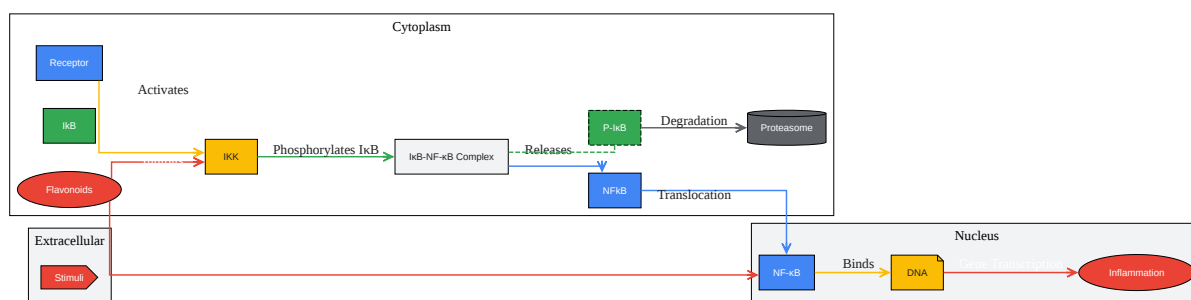 Cytoplasm
Receptor
Activates
IkB
P-IκB
Degradation
Proteasome
IKK
Phosphorylates IκB
IκB-NF-κB Complex
Releases
Flavonoids
NFkB
Translocation
Extracellular
Stimuli
Nucleus
NF-κB
Binds
DNA
Gene Transcription
Inflammation